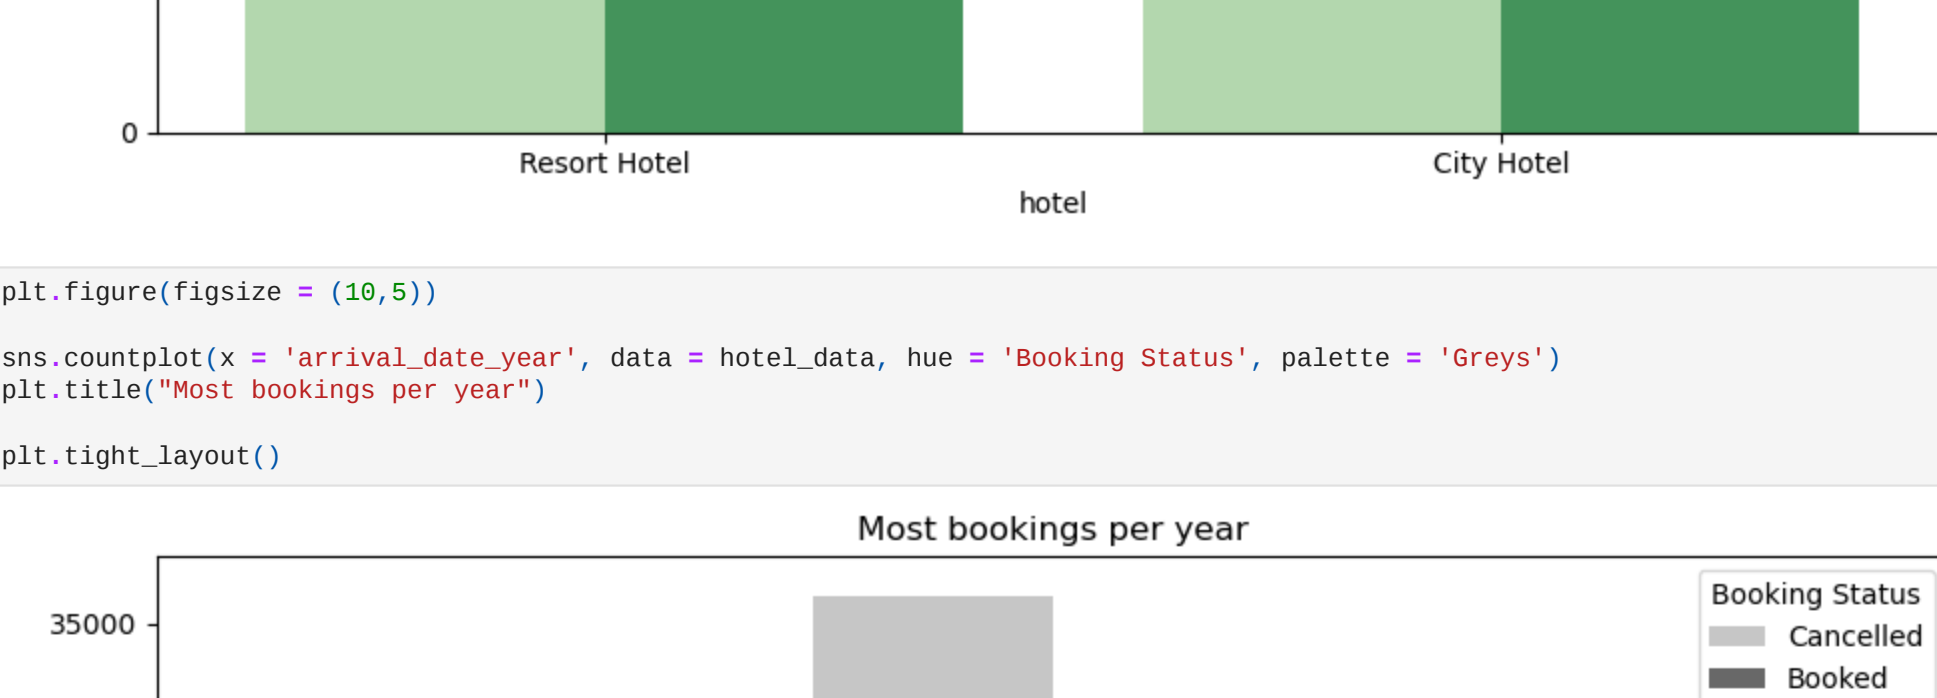 0
Resort Hotel City Hotel
hotel
plt.figure(figsize = (10,5))
sns.countplot(x = 'arrival_date_year', data = hotel_data, hue = 'Booking Status', palette = 'Greys')
plt.title("Most bookings per year")
plt.tight_layout()
Most bookings per year
35000
Booking Status
Cancelled
Booked